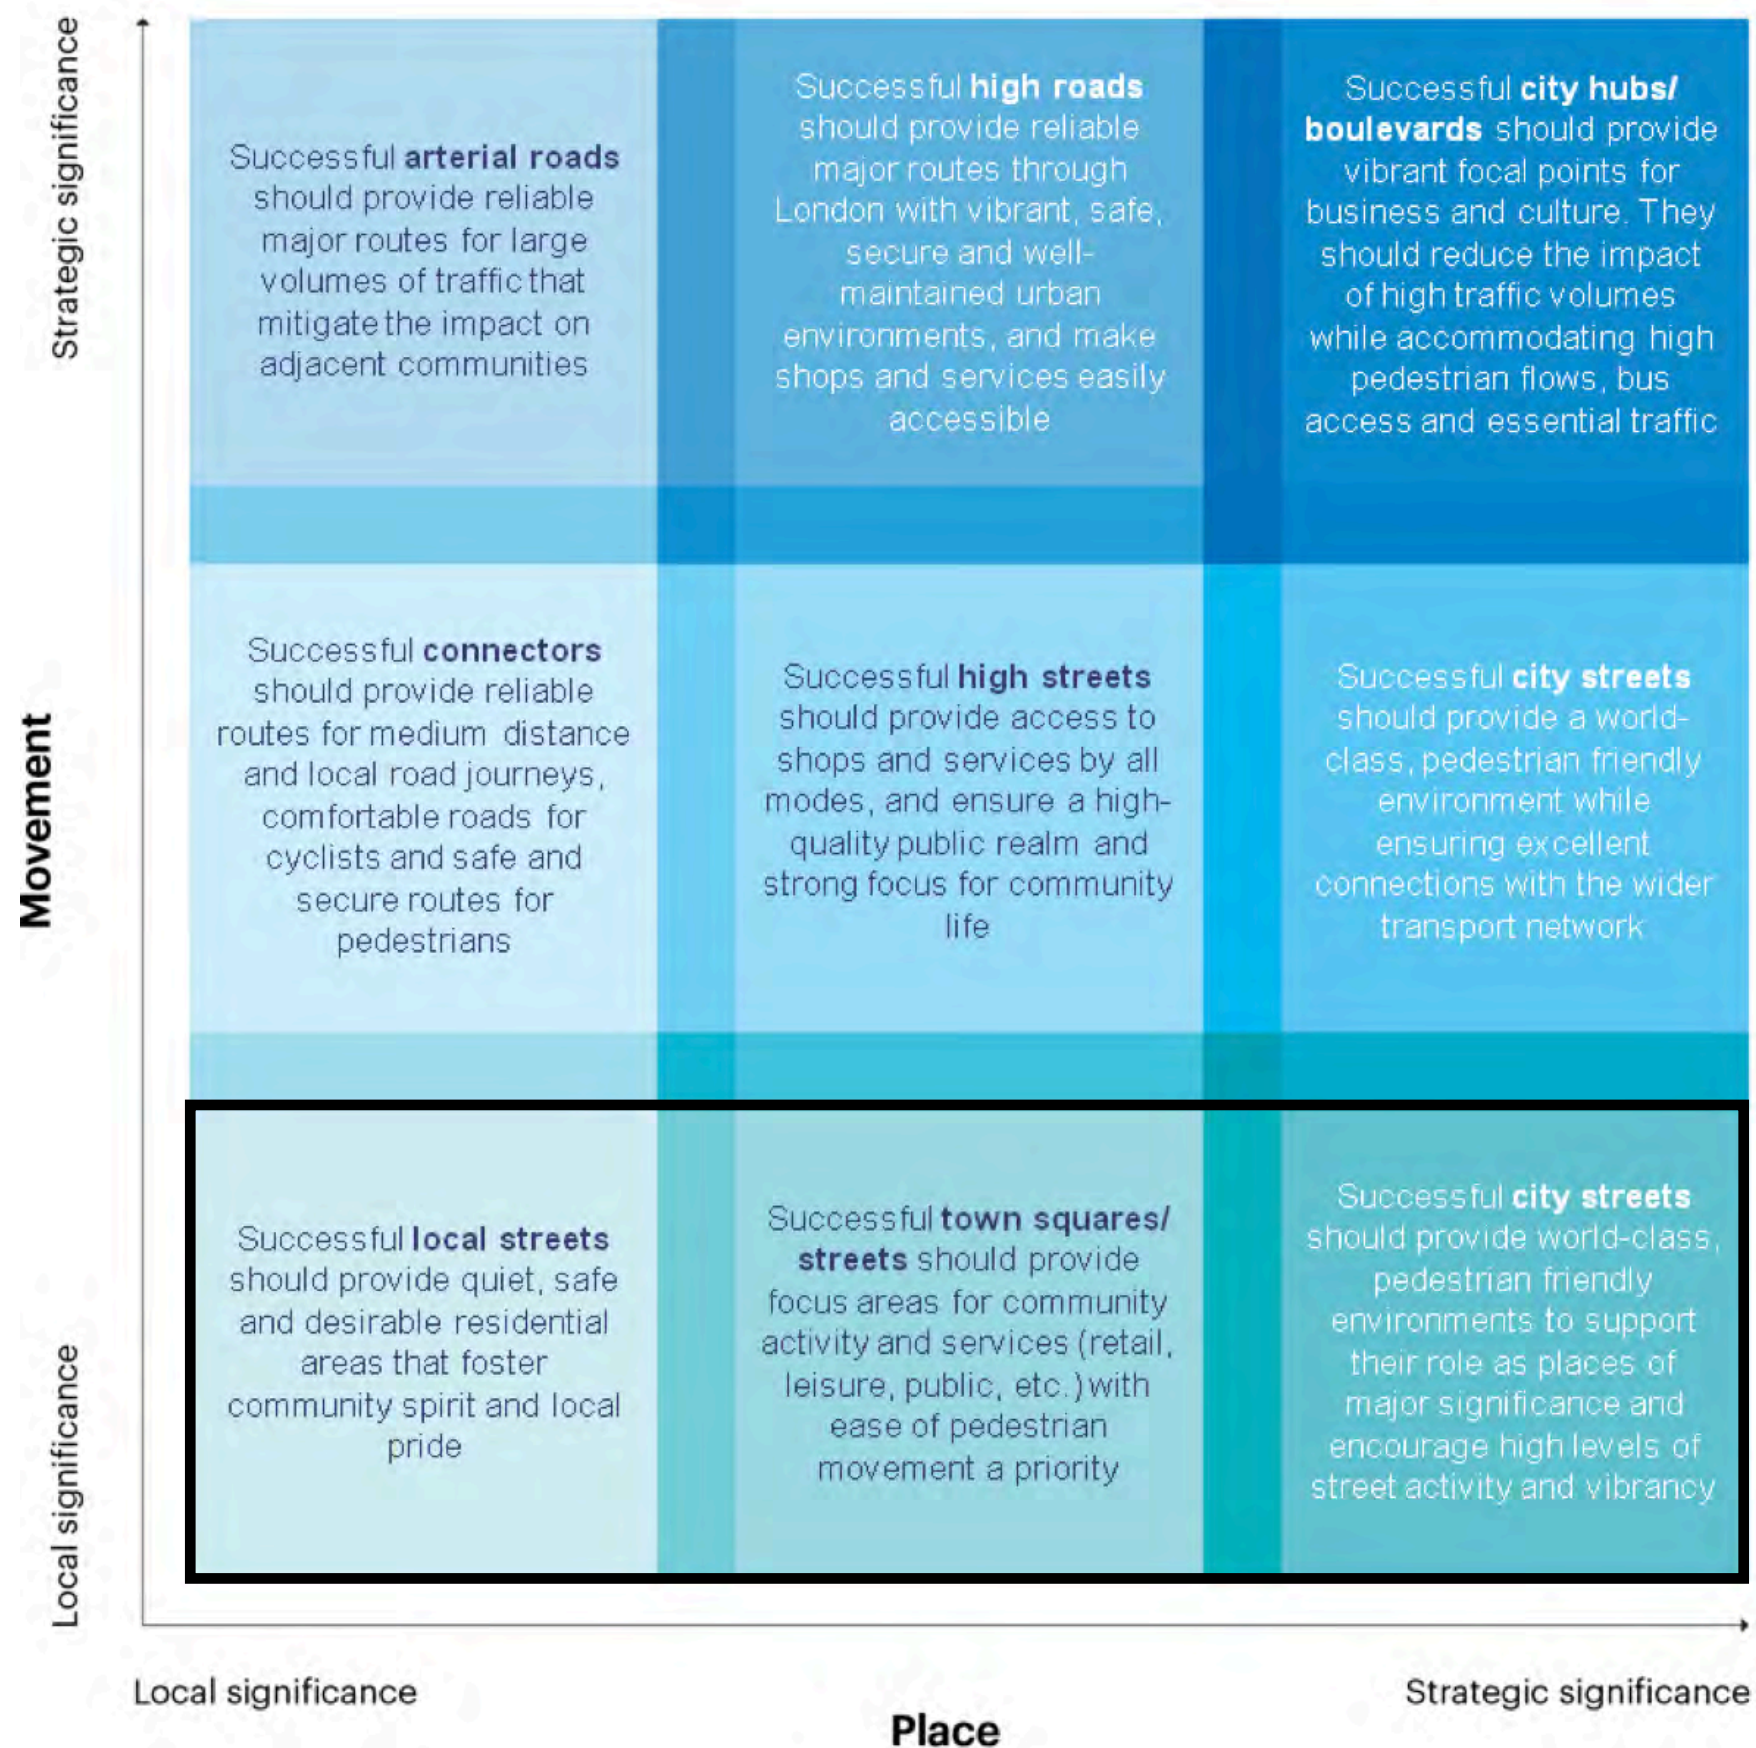 Strategic significance
Successful arterial roads
should provide reliable
major routes for large
volumes of traffic that
mitigate the impact on
adjacent communities
Successful high roads
should provide reliable
major routes through
London with vibrant, safe,
secure and well-
maintained urban
environments, and make
shops and services easily
accessible
Successful city hubs/
boulevards should provide
vibrant focal points for
business and culture. They
should reduce the impact
of high traffic volumes
while accommodating high
pedestrian flows, bus
access and essential traffic
Movement
Successful connectors
should provide reliable
routes for medium distance
and local road journeys,
comfortable roads for
cyclists and safe and
secure routes for
pedestrians
Successful high streets
should provide access to
shops and services by all
modes, and ensure a high-
quality public realm and
strong focus for community
life
Successful city streets
should provide a world-
class, pedestrian friendly
environment while
ensuring excellent
connections with the wider
transport network
Local significance
Successful local streets
should provide quiet, safe
and desirable residential
areas that foster
community spirit and local
pride
Successful town squares/
streets should provide
focus areas for community
activity and services (retail,
leisure, public, etc.) with
ease of pedestrian
movement a priority
Successful city streets
should provide world-class,
pedestrian friendly
environments to support
their role as places of
major significance and
encourage high levels of
street activity and vibrancy
Local significance
Strategic significance
Place